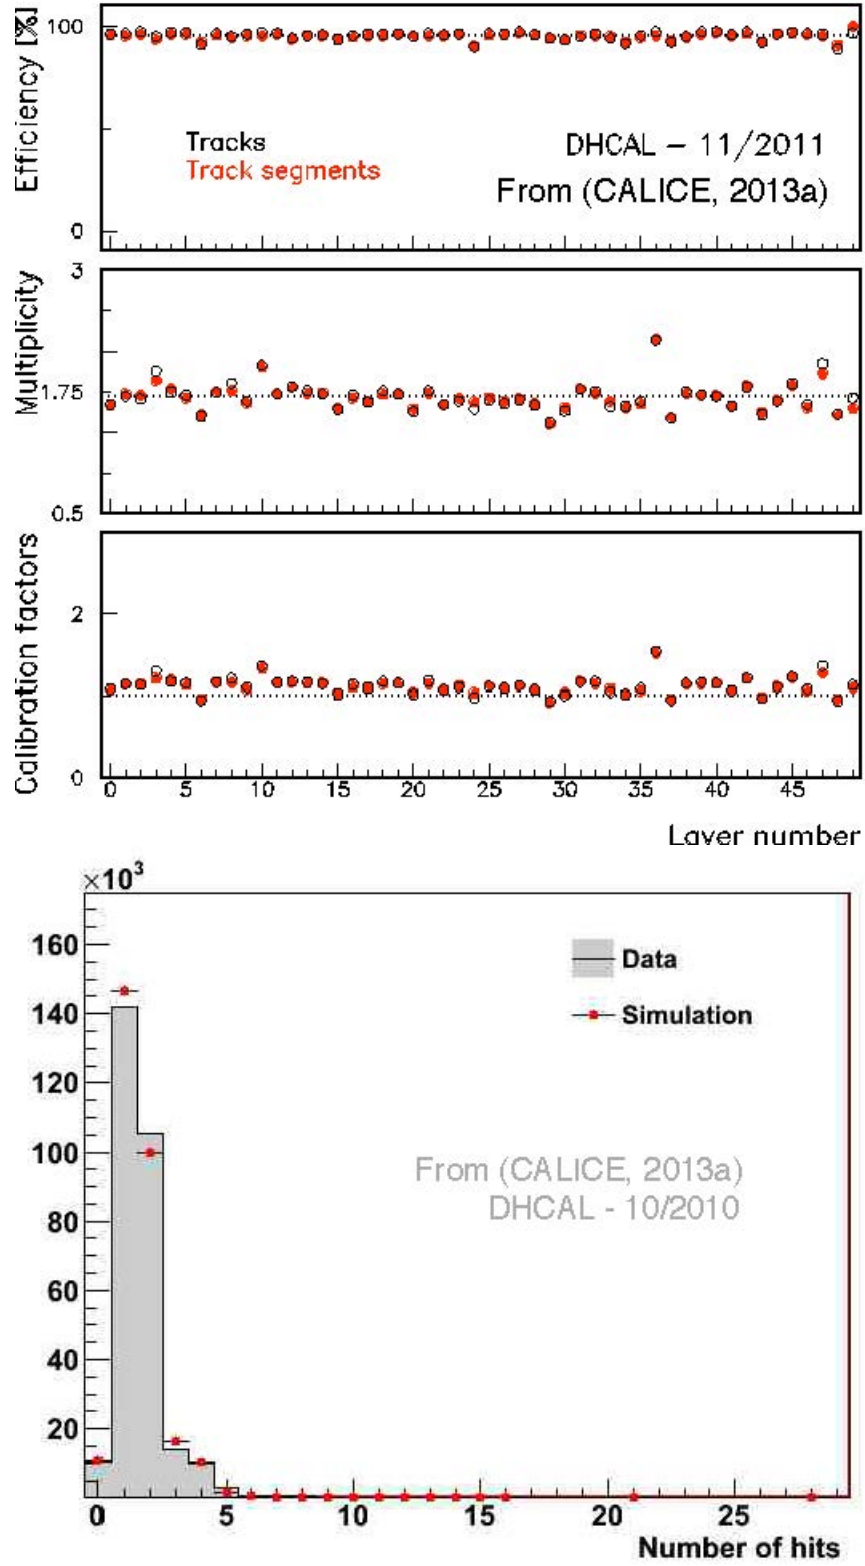 Efficiency [%]
100
0
Tracks
Track segments
DHCAL – 11/2011
From (CALICE, 2013a)
Multiplicity
3
1.75
0.5
Calibration factors
2
0
0 5 10 15 20 25 30 35 40 45
Layer number
×10³
160
140
120
100
80
60
40
20
Data
Simulation
From (CALICE, 2013a)
DHCAL - 10/2010
0 5 10 15 20 25
Number of hits